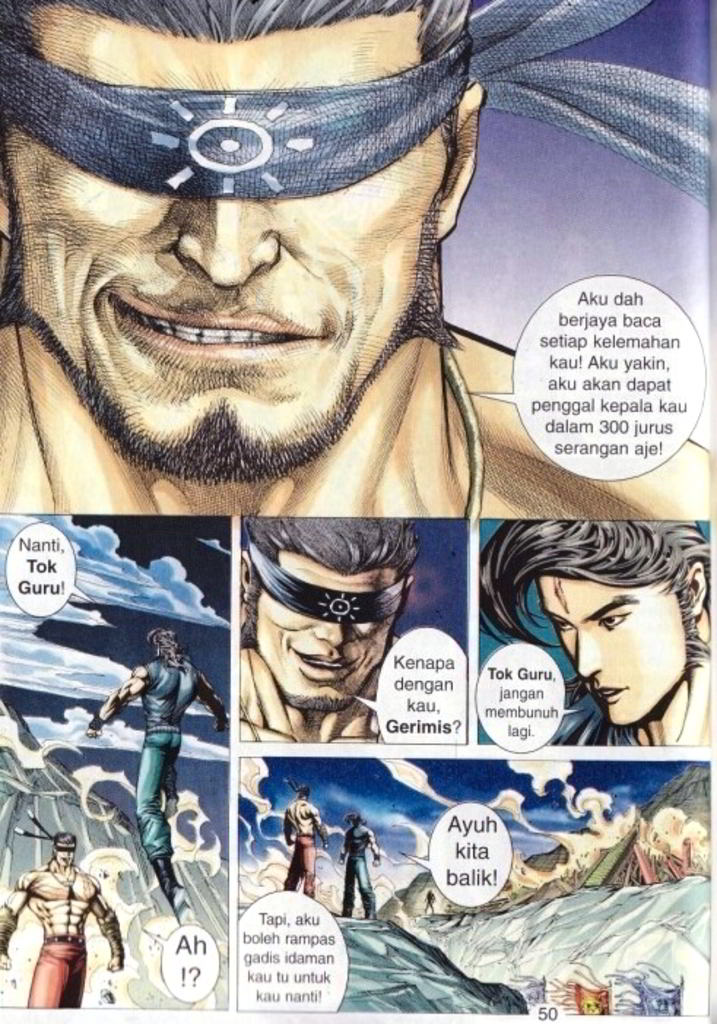 Aku dah
berjaya baca
setiap kelemahan
kau! Aku yakin,
aku akan dapat
penggal kepala kau
dalam 300 jurus
serangan aje!
Nanti,
Tok
Guru!
Ah
!?
Kenapa
dengan
kau,
Gerimis?
Tok Guru,
jangan
membunuh
lagi.
Ayuh
kita
balik!
Tapi, aku
boleh rampas
gadis idaman
kau tu untuk
kau nanti!
50